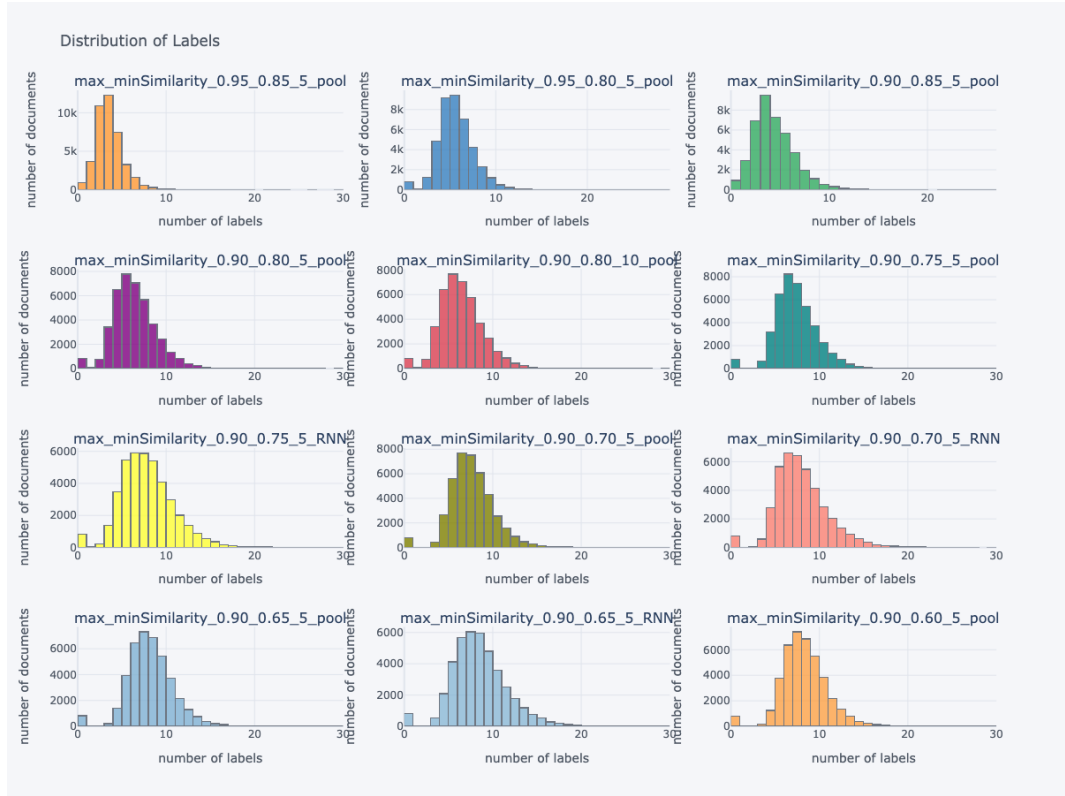 Distribution of Labels
max_minSimilarity_0.95_0.85_5_pool
number of documents
10k
5k
0
0 10 20 30
number of labels
max_minSimilarity_0.95_0.80_5_pool
number of documents
8k
6k
4k
2k
0
0 10 20
number of labels
max_minSimilarity_0.90_0.85_5_pool
number of documents
8k
6k
4k
2k
0
0 10 20
number of labels
max_minSimilarity_0.90_0.80_5_pool
number of documents
8000
6000
4000
2000
0
0 10 20 30
number of labels
max_minSimilarity_0.90_0.80_10_pool
number of documents
8000
6000
4000
2000
0
0 10 20 30
number of labels
max_minSimilarity_0.90_0.75_5_pool
number of documents
8000
6000
4000
2000
0
0 10 20 30
number of labels
max_minSimilarity_0.90_0.75_5_RNN
number of documents
6000
4000
2000
0
0 10 20 30
number of labels
max_minSimilarity_0.90_0.70_5_pool
number of documents
8000
6000
4000
2000
0
0 10 20 30
number of labels
max_minSimilarity_0.90_0.70_5_RNN
number of documents
6000
4000
2000
0
0 10 20 30
number of labels
max_minSimilarity_0.90_0.65_5_pool
number of documents
6000
4000
2000
0
0 10 20 30
number of labels
max_minSimilarity_0.90_0.65_5_RNN
number of documents
6000
4000
2000
0
0 10 20 30
number of labels
max_minSimilarity_0.90_0.60_5_pool
number of documents
6000
4000
2000
0
0 10 20 30
number of labels